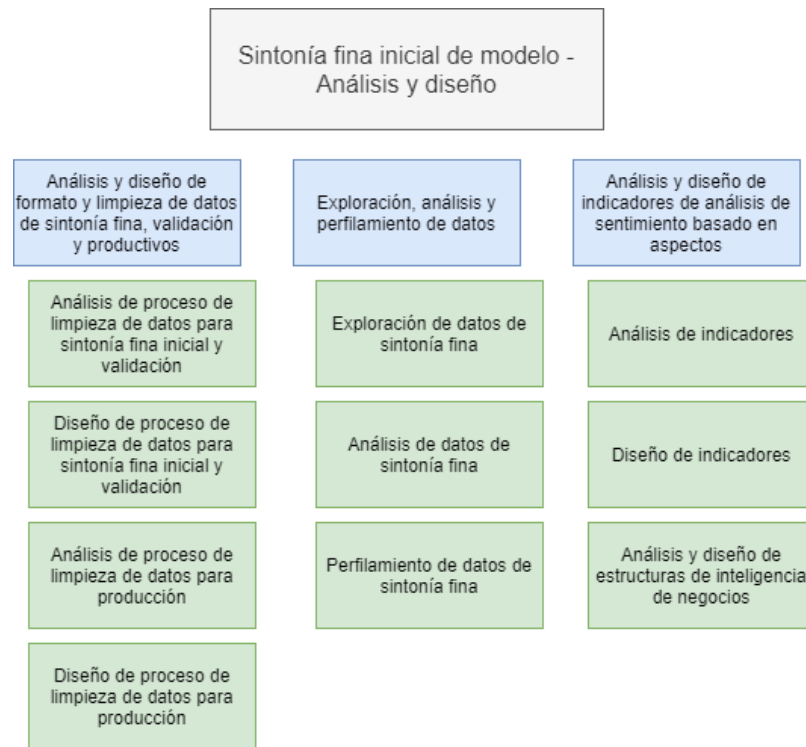 Sintonía fina inicial de modelo -
Análisis y diseño
Análisis y diseño de
formato y limpieza de datos
de sintonía fina, validación
y productivos
Análisis de proceso de
limpieza de datos para
sintonía fina inicial y
validación
Diseño de proceso de
limpieza de datos para
sintonía fina inicial y
validación
Análisis de proceso de
limpieza de datos para
producción
Diseño de proceso de
limpieza de datos para
producción
Exploración, análisis y
perfilamiento de datos
Exploración de datos de
sintonía fina
Análisis de datos de
sintonía fina
Perfilamiento de datos de
sintonía fina
Análisis y diseño de
indicadores de análisis de
sentimiento basado en
aspectos
Análisis de indicadores
Diseño de indicadores
Análisis y diseño de
estructuras de inteligencia
de negocios